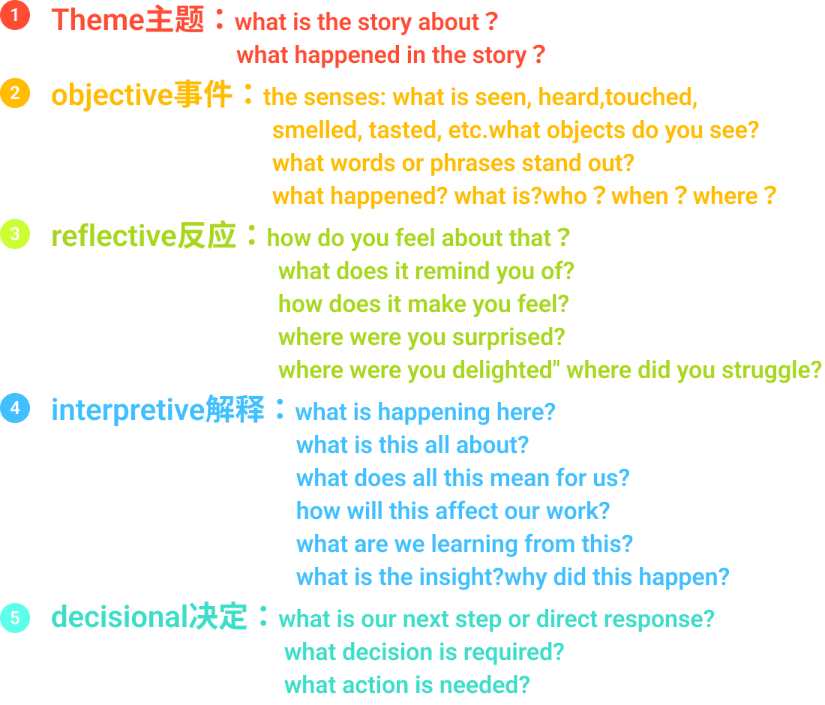 1 Theme主题：what is the story about？
what happened in the story？
2 objective事件：the senses: what is seen, heard,touched,
smelled, tasted, etc.what objects do you see?
what words or phrases stand out?
what happened? what is?who？when？where？
3 reflective反应：how do you feel about that？
what does it remind you of?
how does it make you feel?
where were you surprised?
where were you delighted" where did you struggle?
4 interpretive解释：what is happening here?
what is this all about?
what does all this mean for us?
how will this affect our work?
what are we learning from this?
what is the insight?why did this happen?
5 decisional决定：what is our next step or direct response?
what decision is required?
what action is needed?